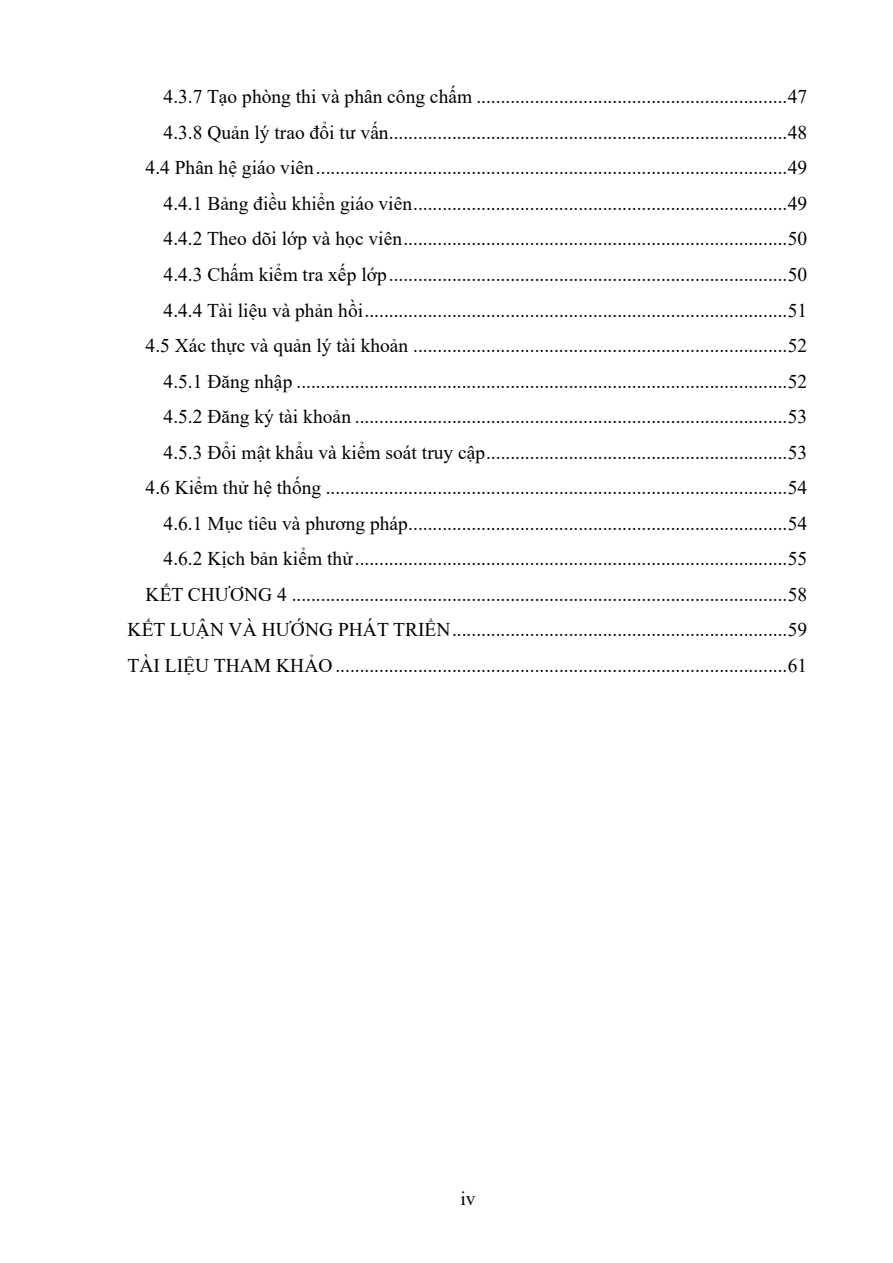 4.3.7 Tạo phòng thi và phân công chấm ................................................................47
4.3.8 Quản lý trao đổi tư vấn..................................................................................48
4.4 Phân hệ giáo viên.................................................................................................49
4.4.1 Bảng điều khiển giáo viên.............................................................................49
4.4.2 Theo dõi lớp và học viên...............................................................................50
4.4.3 Chấm kiểm tra xếp lớp..................................................................................50
4.4.4 Tài liệu và phản hồi.......................................................................................51
4.5 Xác thực và quản lý tài khoản .............................................................................52
4.5.1 Đăng nhập .....................................................................................................52
4.5.2 Đăng ký tài khoản .........................................................................................53
4.5.3 Đổi mật khẩu và kiểm soát truy cập..............................................................53
4.6 Kiểm thử hệ thống ...............................................................................................54
4.6.1 Mục tiêu và phương pháp..............................................................................54
4.6.2 Kịch bản kiểm thử.........................................................................................55
KẾT CHƯƠNG 4 ......................................................................................................58
KẾT LUẬN VÀ HƯỚNG PHÁT TRIỂN.....................................................................59
TÀI LIỆU THAM KHẢO .............................................................................................61
iv